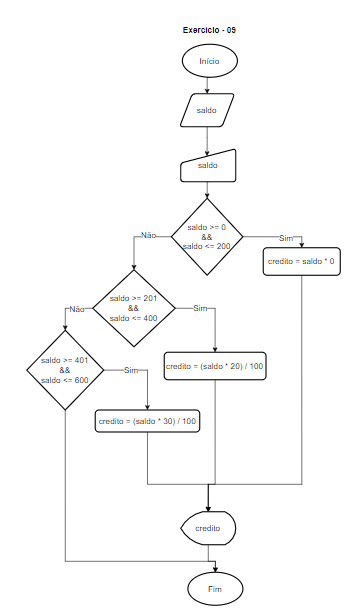 Exercicio - 09
Início
saldo
saldo
saldo >= 0
&&
saldo <= 200
Não
Sim
credito = saldo * 0
saldo >= 201
&&
saldo <= 400
Não
Sim
saldo >= 401
&&
saldo <= 600
credito = (saldo * 20) / 100
Sim
credito = (saldo * 30) / 100
credito
Fim